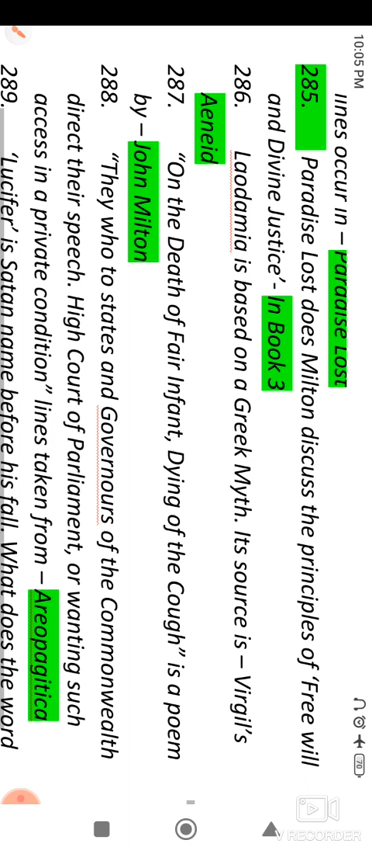 10:05 PM
70
lines occur in – Paradise Lost
285. Paradise Lost does Milton discuss the principles of ‘Free will
and Divine Justice’- In Book 3
286. Laodamia is based on a Greek Myth. Its source is – Virgil’s
Aeneid
287. “On the Death of Fair Infant, Dying of the Cough” is a poem
by – John Milton
288. “They who to states and Governours of the Commonwealth
direct their speech. High Court of Parliament, or wanting such
access in a private condition” lines taken from – Areopagitica
289. ‘Lucifer’ is Satan name before his fall. What does the word
V RECORDER